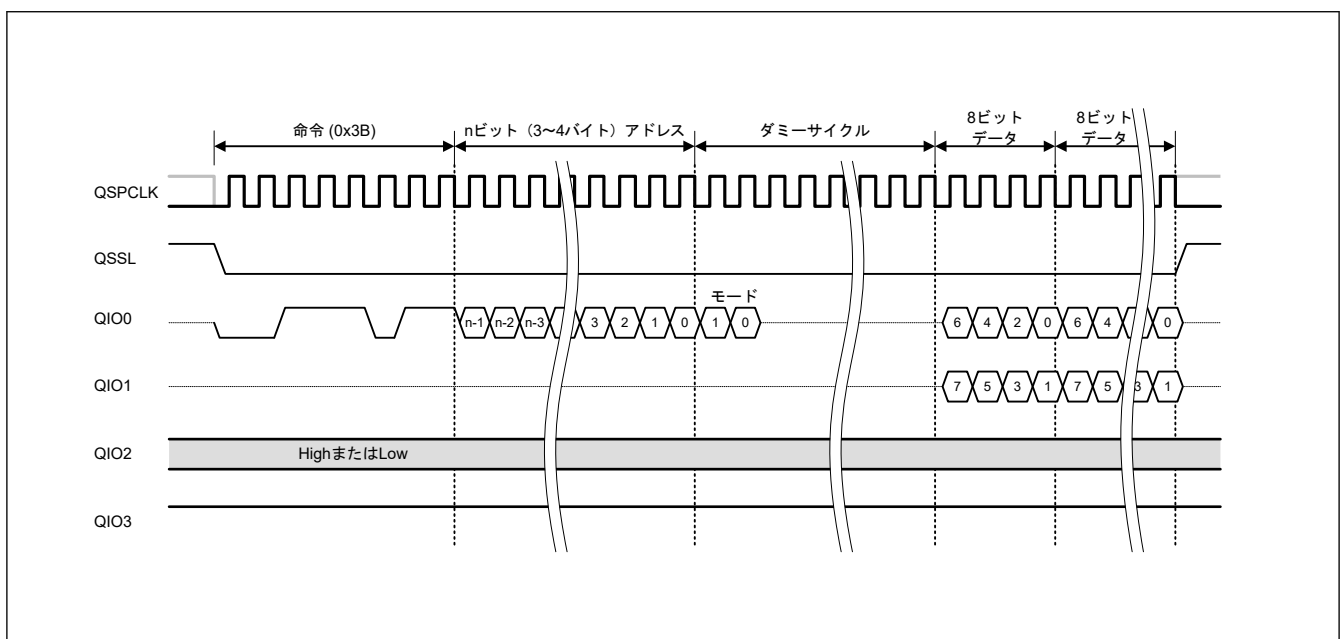 命令 (0x3B)
nビット（3～4バイト）アドレス
ダミーサイクル
8ビット
データ
8ビット
データ
QSPCLK
QSSL
モード
QIO0
n-1 n-2 n-3 3 2 1 0 1 0 6 4 2 0 6 4 0
QIO1
7 5 3 1 7 5 3 1
QIO2
HighまたはLow
QIO3